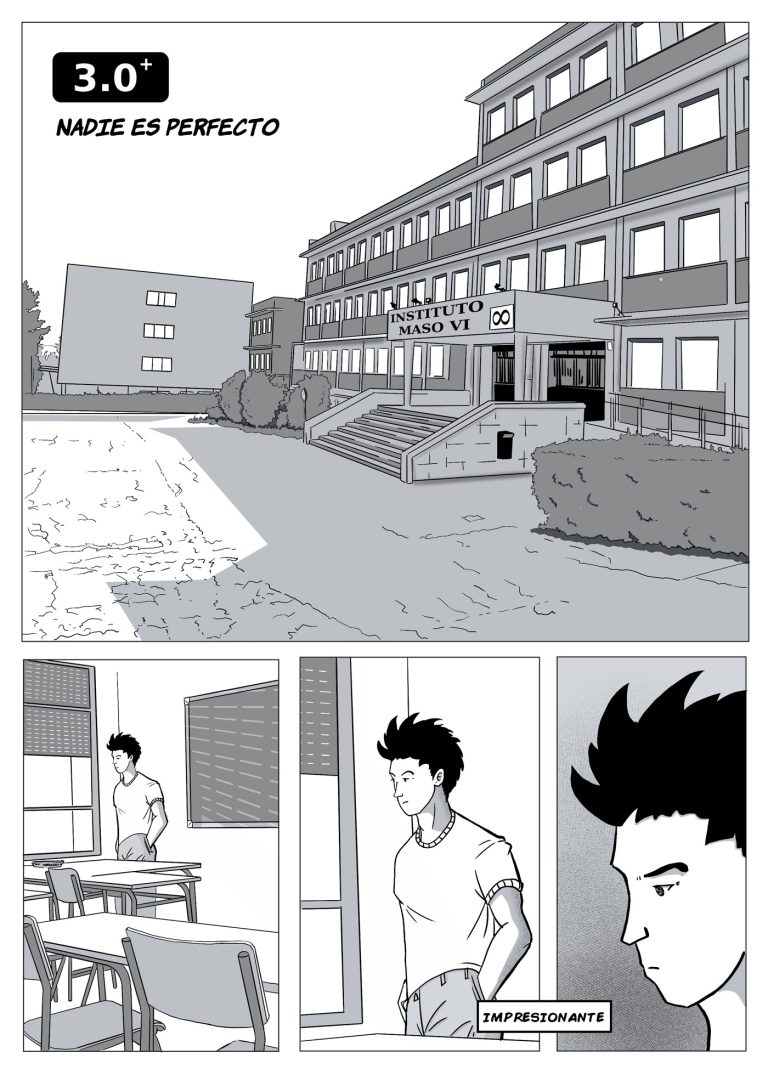 3.0+
NADIE ES PERFECTO
INSTITUTO
MASO VI
IMPRESIONANTE